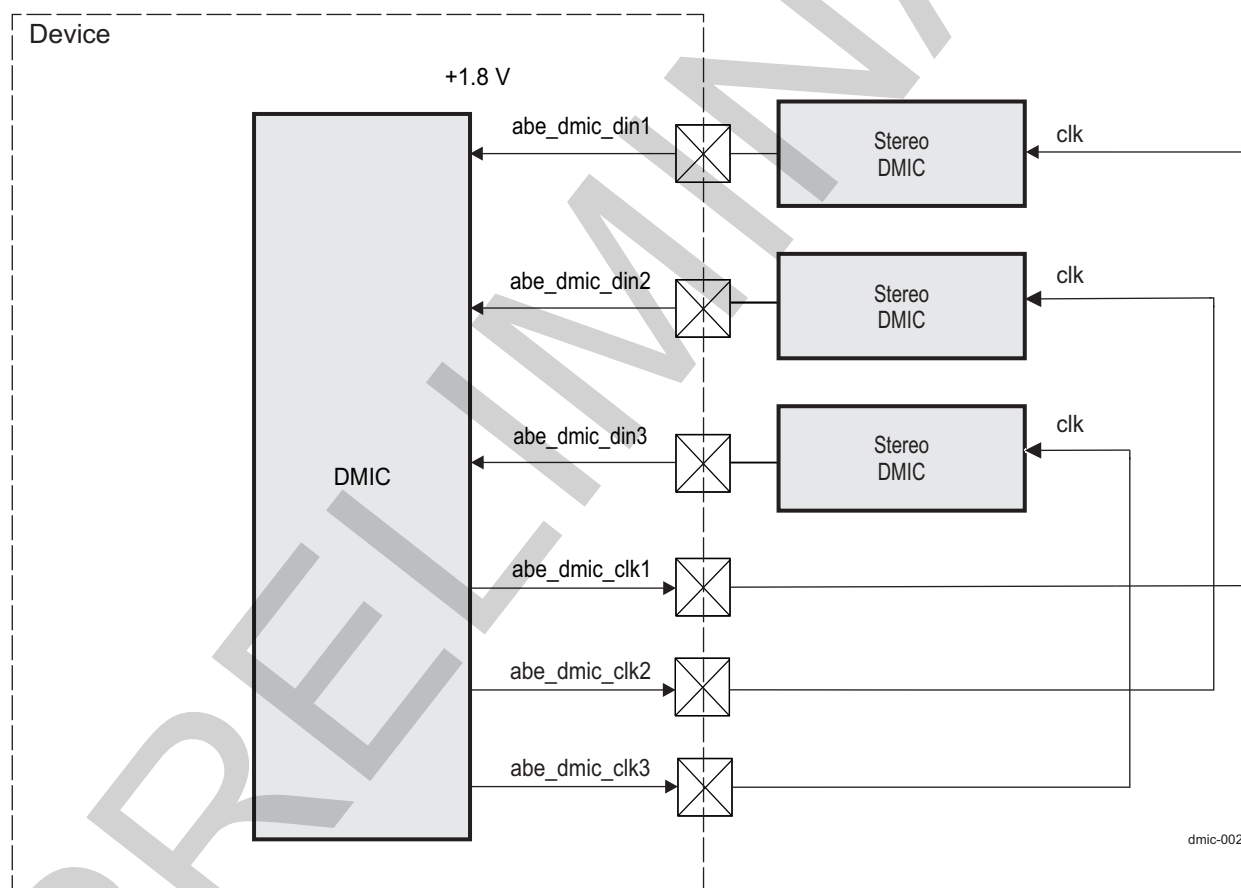 Device
+1.8 V
abe_dmic_din1
Stereo
DMIC
clk
abe_dmic_din2
Stereo
DMIC
clk
abe_dmic_din3
Stereo
DMIC
clk
DMIC
abe_dmic_clk1
abe_dmic_clk2
abe_dmic_clk3
dmic-002
PRELIMINA